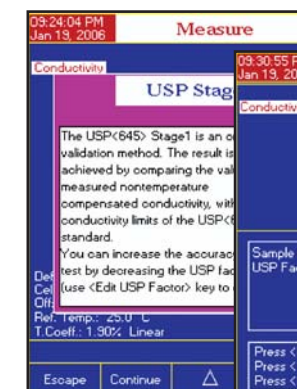 09:24:04 PM
Jan 19, 2006
Measure
Conductivity
09:30:55 P
Jan 19, 20
Conductiv
USP Stag
The USP<645> Stage1 is an o
validation method. The result is
achieved by comparing the val
measured nontemperature
compensated conductivity, with
conductivity limits of the USP<6
standard.
You can increase the accurac
test by decreasing the USP fac
(use <Edit USP Factor> key to
Def
Cel
Off
Ref. Temp.: 25.0 C
T.Coeff.: 1.90% Linear
Sample
USP Fac
Press <
Press <
Press <
Escape Continue Δ